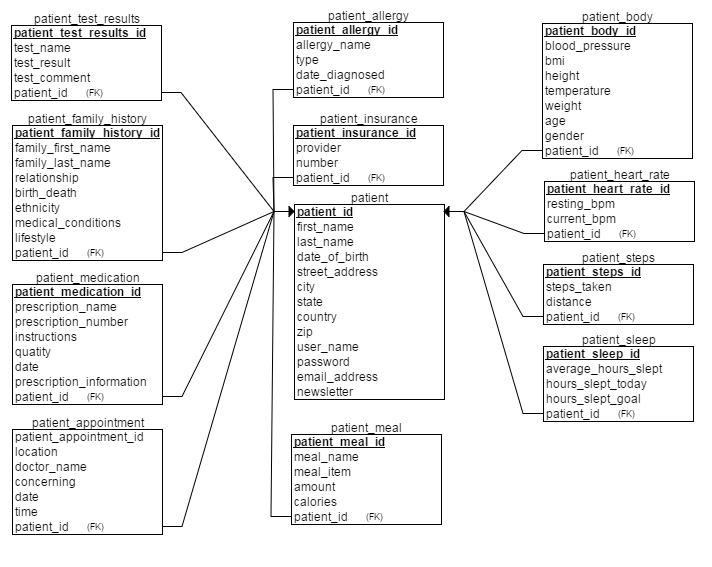 patient_test_results
patient_test_results_id
test_name
test_result
test_comment
patient_id (FK)
patient_family_history
patient_family_history_id
family_first_name
family_last_name
relationship
birth_death
ethnicity
medical_conditions
lifestyle
patient_id (FK)
patient_medication
patient_medication_id
prescription_name
prescription_number
instructions
quatity
date
prescription_information
patient_id (FK)
patient_appointment
patient_appointment_id
location
doctor_name
concerning
date
time
patient_id (FK)
patient_allergy
patient_allergy_id
allergy_name
type
date_diagnosed
patient_id (FK)
patient_insurance
patient_insurance_id
provider
number
patient_id (FK)
patient
patient_id
first_name
last_name
date_of_birth
street_address
city
state
country
zip
user_name
password
email_address
newsletter
patient_meal
patient_meal_id
meal_name
meal_item
amount
calories
patient_id (FK)
patient_body
patient_body_id
blood_pressure
bmi
height
temperature
weight
age
gender
patient_id (FK)
patient_heart_rate
patient_heart_rate_id
resting_bpm
current_bpm
patient_id (FK)
patient_steps
patient_steps_id
steps_taken
distance
patient_id (FK)
patient_sleep
patient_sleep_id
average_hours_slept
hours_slept_today
hours_slept_goal
patient_id (FK)